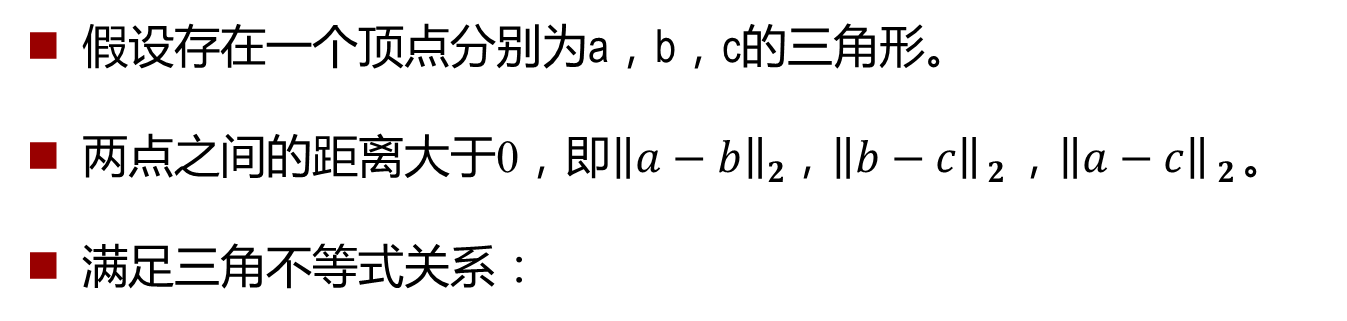 ■ 假设存在一个顶点分别为a，b，c的三角形。
■ 两点之间的距离大于0，即‖a − b‖₂，‖b − c‖₂，‖a − c‖₂。
■ 满足三角不等式关系：